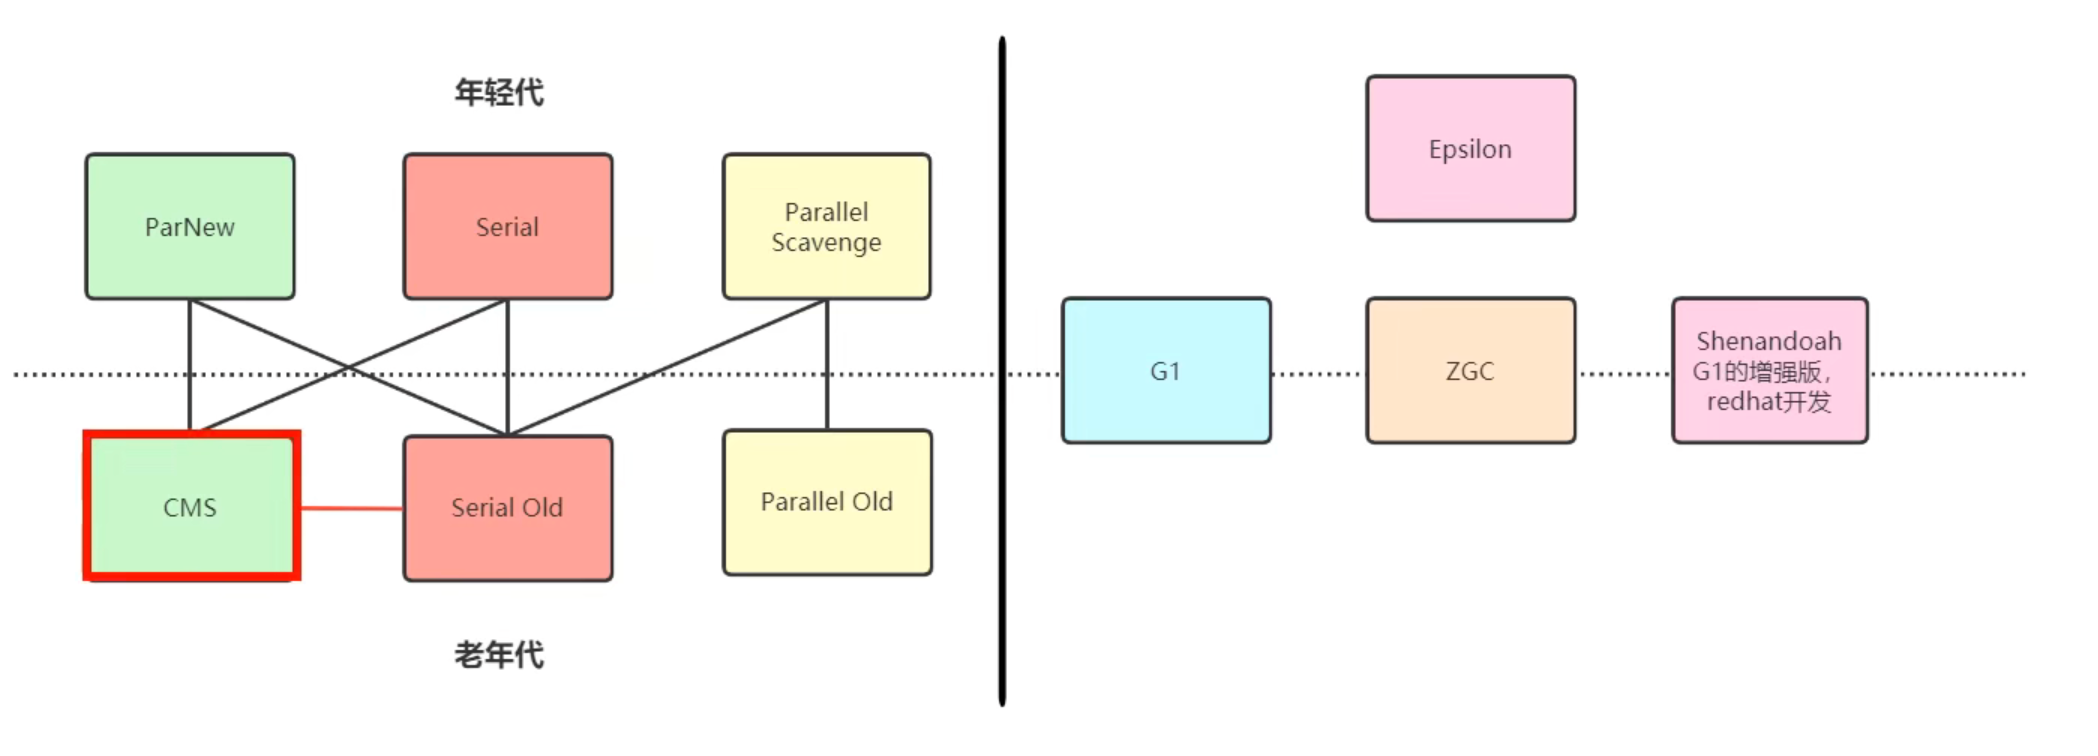 年轻代
ParNew
Serial
Parallel
Scavenge
CMS
Serial Old
Parallel Old
老年代
Epsilon
G1
ZGC
Shenandoah
G1的增强版，
redhat开发